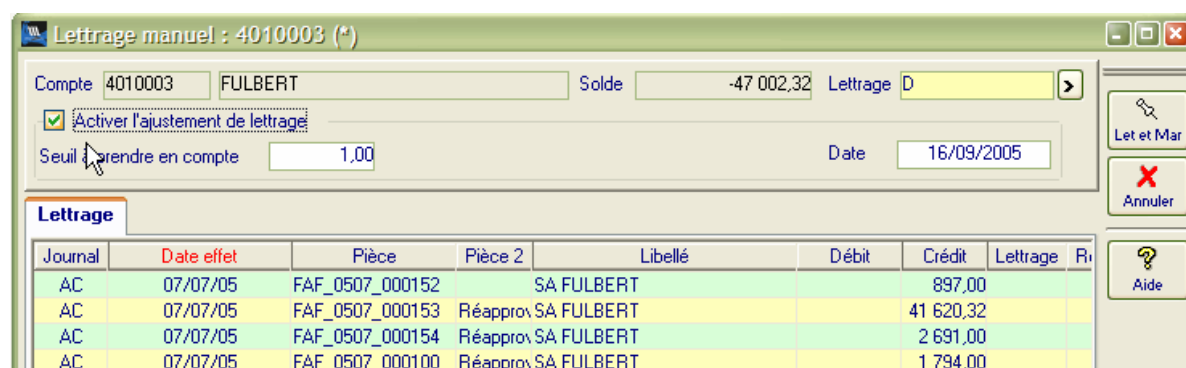 Lettrage manuel : 4010003 (*)
Compte 4010003 FULBERT Solde -47 002,32 Lettrage D
Activer l'ajustement de lettrage
Seuil à prendre en compte 1,00 Date 16/09/2005
Let et Mar
Annuler
Aide
Lettrage
Journal Date effet Pièce Pièce 2 Libellé Débit Crédit Lettrage
AC 07/07/05 FAF_0507_000152 SA FULBERT 897,00
AC 07/07/05 FAF_0507_000153 Réapprov SA FULBERT 41 620,32
AC 07/07/05 FAF_0507_000154 Réapprov SA FULBERT 2 691,00
AC 07/07/05 FAF_0507_000100 Réapprov SA FULBERT 1 794,00